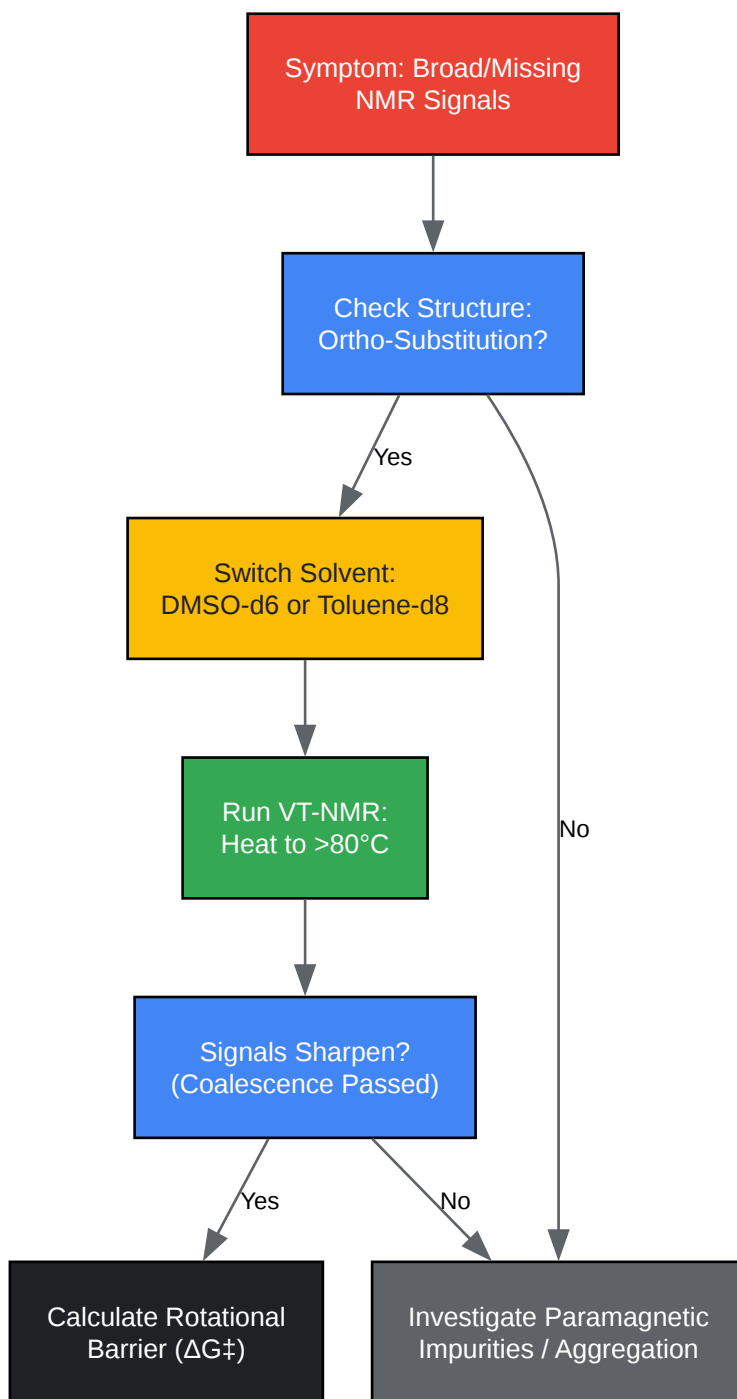 Symptom: Broad/Missing
NMR Signals
Check Structure:
Ortho-Substitution?
Yes
Switch Solvent:
DMSO-d6 or Toluene-d8
Run VT-NMR:
Heat to >80°C
No
Signals Sharpen?
(Coalescence Passed)
Yes
No
Calculate Rotational
Barrier (ΔG‡)
Investigate Paramagnetic
Impurities / Aggregation